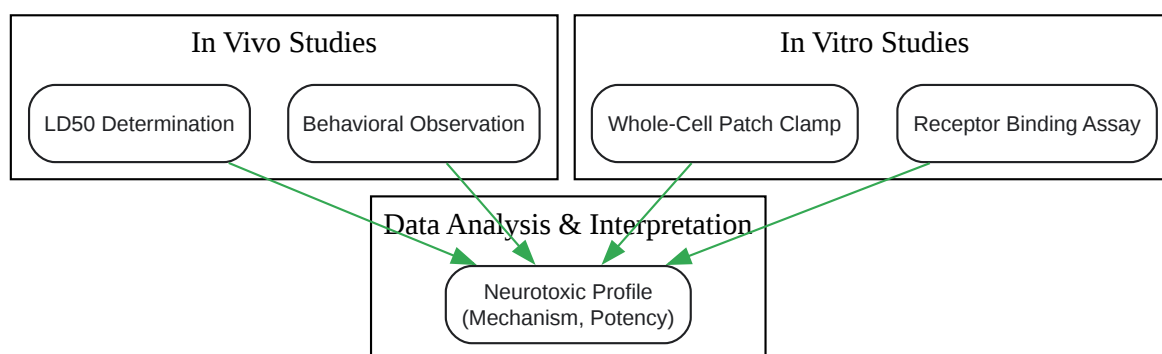 In Vivo Studies
In Vitro Studies
LD50 Determination
Behavioral Observation
Whole-Cell Patch Clamp
Receptor Binding Assay
Data Analysis & Interpretation
Neurotoxic Profile
(Mechanism, Potency)